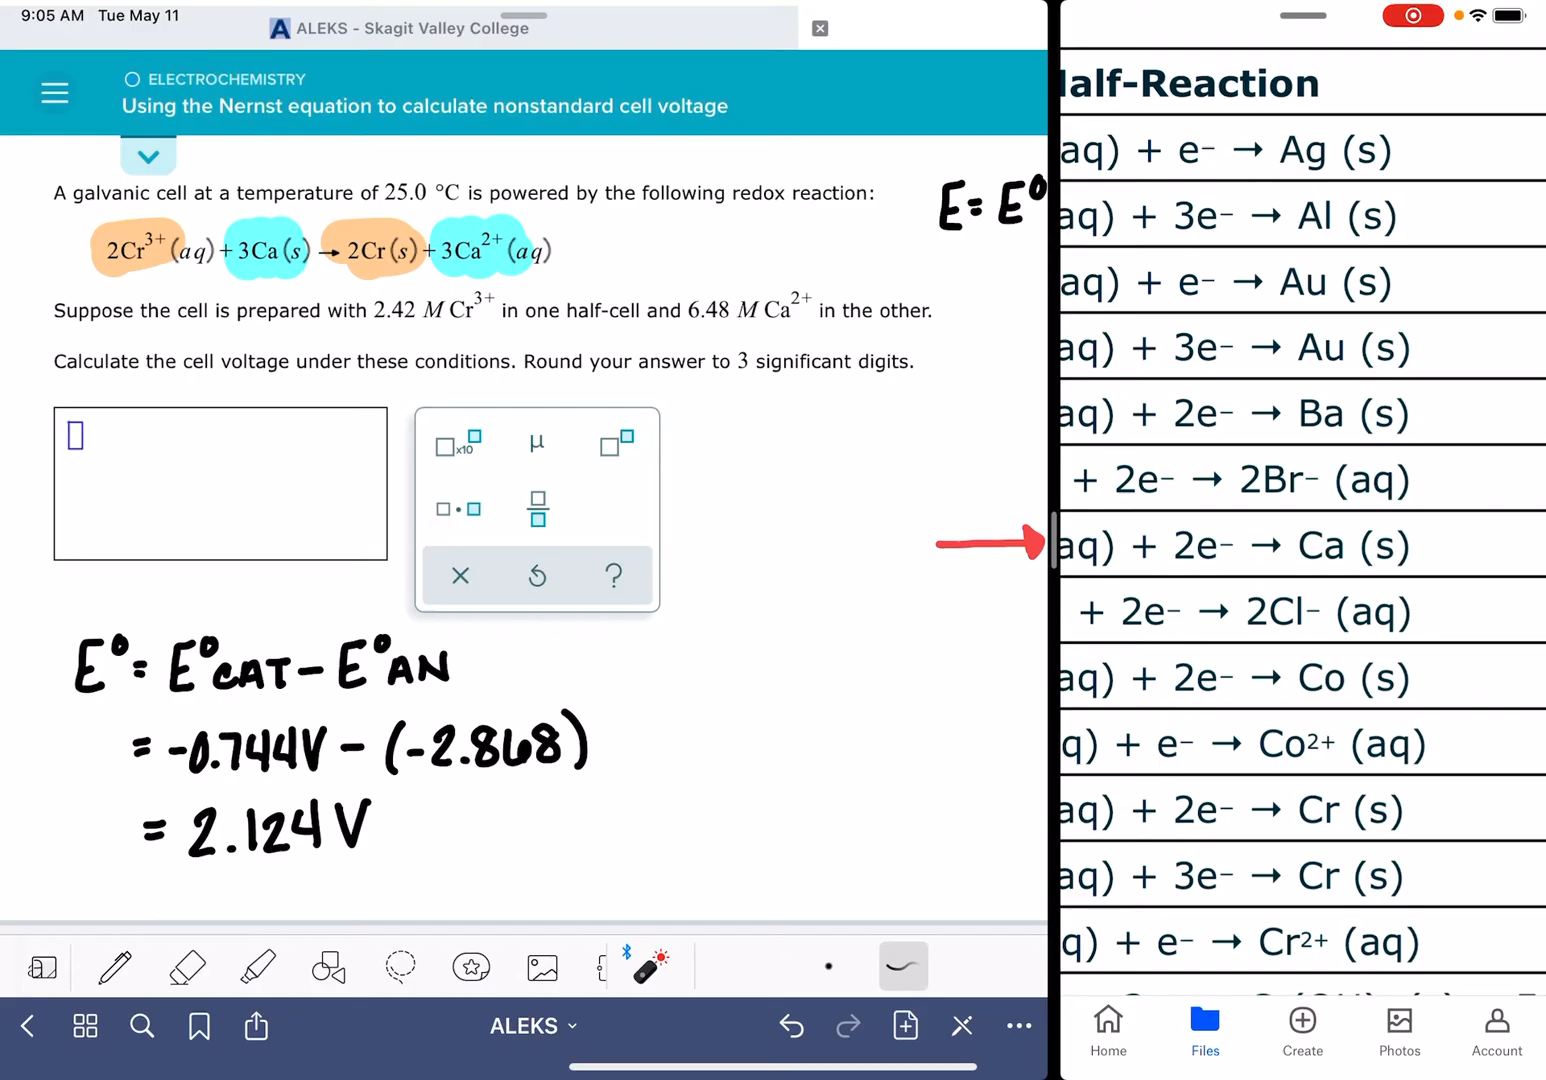 9:05 AM Tue May 11
ALEKS - Skagit Valley College
ELECTROCHEMISTRY
Using the Nernst equation to calculate nonstandard cell voltage
A galvanic cell at a temperature of 25.0 °C is powered by the following redox reaction:
2Cr³⁺(aq) + 3Ca(s) → 2Cr(s) + 3Ca²⁺(aq)
Suppose the cell is prepared with 2.42 M Cr³⁺ in one half-cell and 6.48 M Ca²⁺ in the other.
Calculate the cell voltage under these conditions. Round your answer to 3 significant digits.
x10 μ
?
E = E⁰
E⁰ = E⁰CAT - E⁰AN
= -0.744V - (-2.868)
= 2.124 V
ALEKS
Half-Reaction
aq) + e⁻ → Ag (s)
aq) + 3e⁻ → Al (s)
aq) + e⁻ → Au (s)
aq) + 3e⁻ → Au (s)
aq) + 2e⁻ → Ba (s)
+ 2e⁻ → 2Br⁻ (aq)
aq) + 2e⁻ → Ca (s)
+ 2e⁻ → 2Cl⁻ (aq)
aq) + 2e⁻ → Co (s)
q) + e⁻ → Co²⁺ (aq)
aq) + 2e⁻ → Cr (s)
aq) + 3e⁻ → Cr (s)
q) + e⁻ → Cr²⁺ (aq)
Home Files Create Photos Account